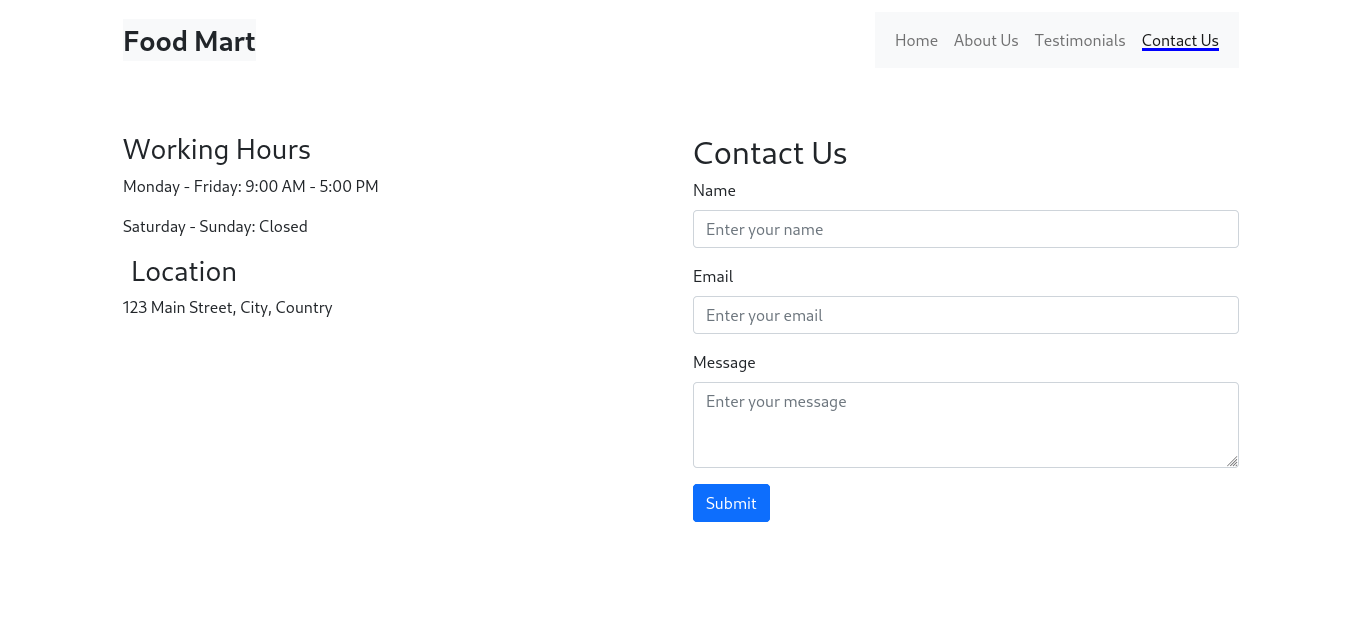 Food Mart
Home About Us Testimonials Contact Us
Working Hours
Monday - Friday: 9:00 AM - 5:00 PM
Saturday - Sunday: Closed
Location
123 Main Street, City, Country
Contact Us
Name
Enter your name
Email
Enter your email
Message
Enter your message
Submit